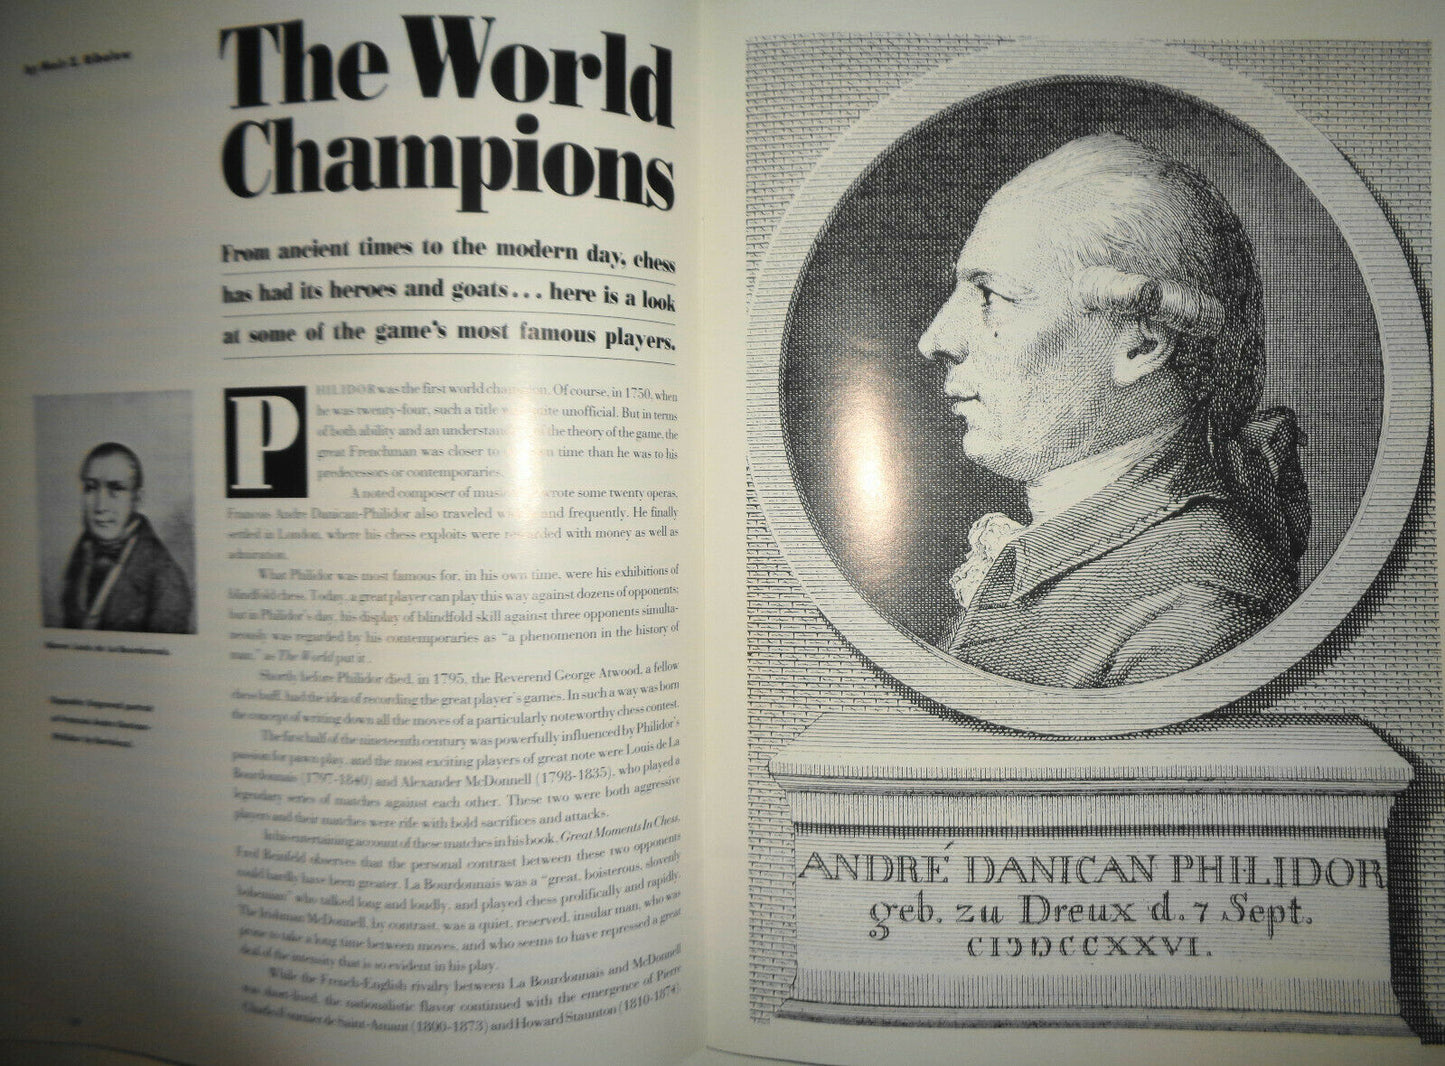 by Meir Z. Ribalow
The World
Champions
From ancient times to the modern day, chess
has had its heroes and goats... here is a look
at some of the game's most famous players.
PHILIDOR was the first world champion. Of course, in 1750, when
he was twenty-four, such a title was quite unofficial. But in terms
of both ability and an understanding of the theory of the game, the
great Frenchman was closer to our own time than he was to his
predecessors or contemporaries.
A noted composer of music who wrote some twenty operas,
Francois Andre Danican-Philidor also traveled widely and frequently. He finally
settled in London, where his chess exploits were rewarded with money as well as
admiration.
What Philidor was most famous for, in his own time, were his exhibitions of
blindfold chess. Today, a great player can play this way against dozens of opponents;
but in Philidor's day, his display of blindfold skill against three opponents simulta-
neously was regarded by his contemporaries as "a phenomenon in the history of
man," as The World put it.
Shortly before Philidor died, in 1795, the Reverend George Atwood, a fellow
chess buff, had the idea of recording the great player's games. In such a way was born
the concept of writing down all the moves of a particularly noteworthy chess contest.
The first half of the nineteenth century was powerfully influenced by Philidor's
passion for pawn play, and the most exciting players of great note were Louis de La
Bourdonnais (1797-1840) and Alexander McDonnell (1798-1835), who played a
legendary series of matches against each other. These two were both aggressive
players and their matches were rife with bold sacrifices and attacks.
In his entertaining account of these matches in his book, Great Moments In Chess,
Fred Reinfeld observes that the personal contrast between these two opponents
could hardly have been greater. La Bourdonnais was a "great, boisterous, slovenly
bohemian" who talked long and loudly, and played chess prolifically and rapidly.
The Irishman McDonnell, by contrast, was a quiet, reserved, insular man, who was
prone to take a long time between moves, and who seems to have repressed a great
deal of the intensity that is so evident in his play.
While the French-English rivalry between La Bourdonnais and McDonnell
was short-lived, the nationalistic flavor continued with the emergence of Pierre
Charles Fournier de Saint-Amant (1800-1873) and Howard Staunton (1810-1874),
Louis de La Bourdonnais.
Opposite: Engraved portrait
of Francois Andre Danican-
Philidor
ANDRÉ DANICAN PHILIDOR
geb. zu Dreux d. 7 Sept.
CIƆIƆCCXXVI.